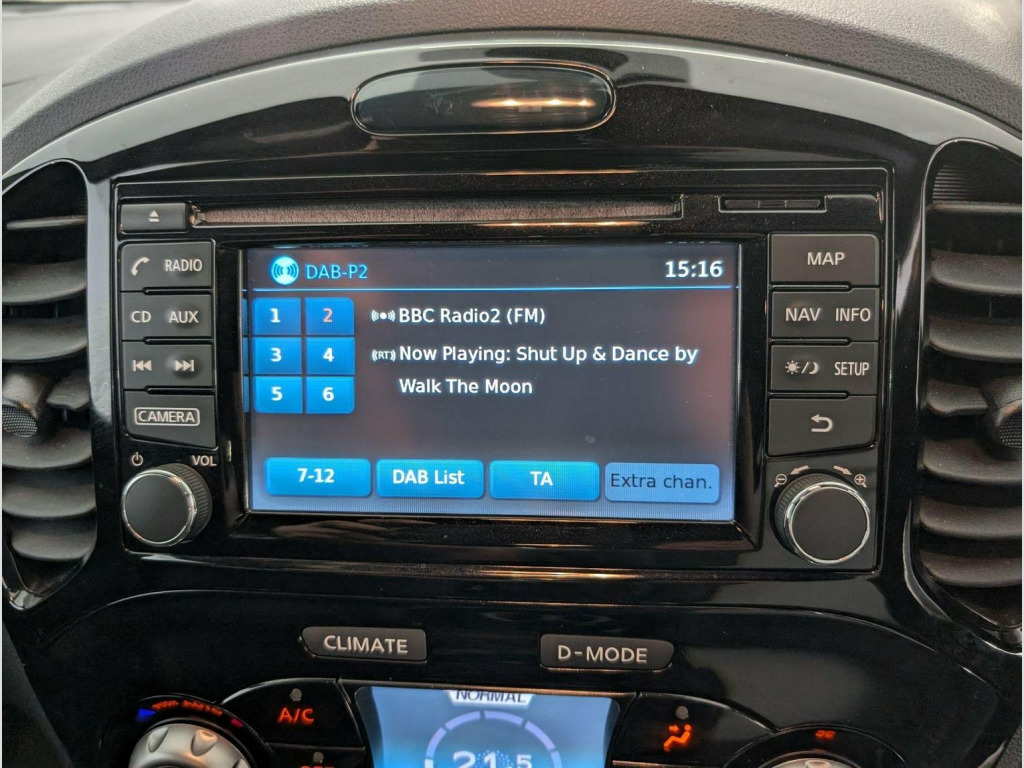 RADIO
CD AUX
CAMERA
VOL
DAB-P2 15:16
1 2
3 4
5 6
BBC Radio2 (FM)
(RT) Now Playing: Shut Up & Dance by
Walk The Moon
7-12 DAB List TA Extra chan.
MAP
NAV INFO
SETUP
CLIMATE D-MODE
NORMAL
A/C
21.5